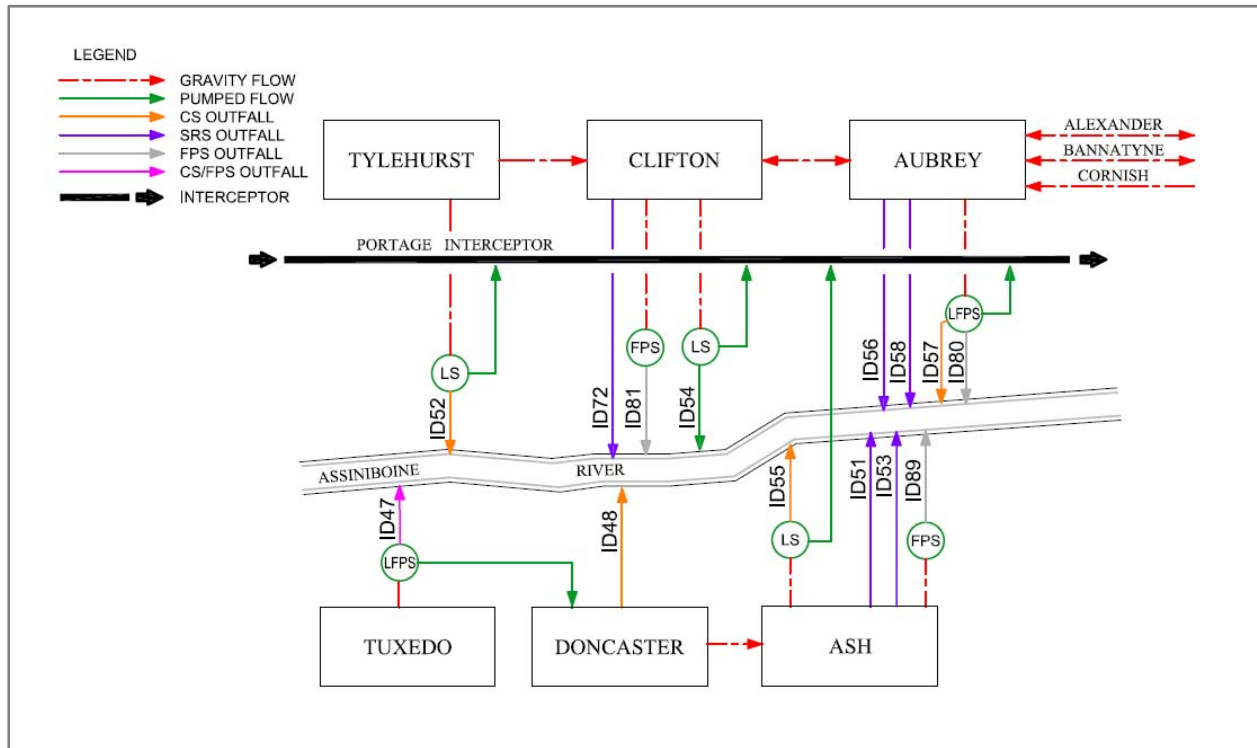 LEGEND
GRAVITY FLOW
PUMPED FLOW
CS OUTFALL
SRS OUTFALL
FPS OUTFALL
CS/FPS OUTFALL
INTERCEPTOR
TYLEHURST
CLIFTON
AUBREY
ALEXANDER
BANNATYNE
CORNISH
PORTAGE INTERCEPTOR
LS
FPS
LS
LFPS
ID52
ID72
ID81
ID54
ID56
ID58
ID57
ID80
ASSINIBOINE RIVER
ID47
ID48
ID55
ID51
ID53
ID89
LFPS
LS
FPS
TUXEDO
DONCASTER
ASH